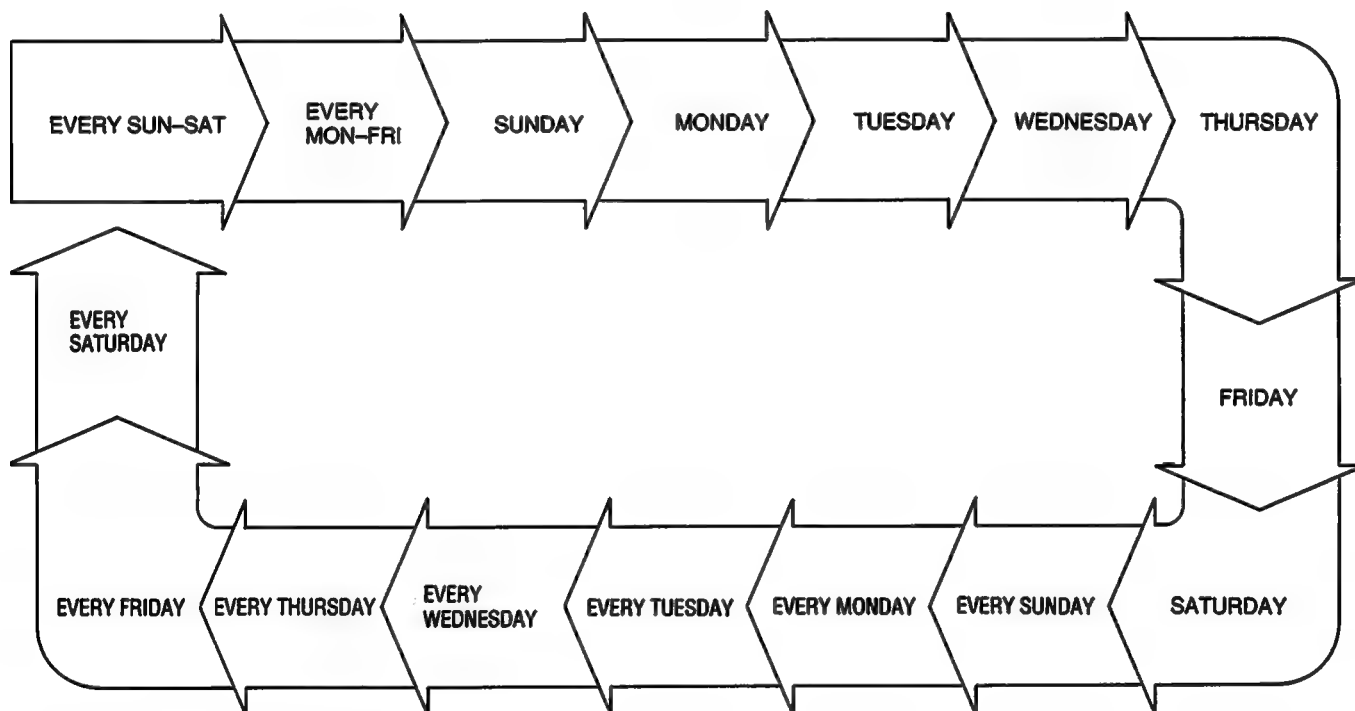 EVERY SUN–SAT
EVERY
MON–FRI
SUNDAY
MONDAY
TUESDAY
WEDNESDAY
THURSDAY
FRIDAY
SATURDAY
EVERY SUNDAY
EVERY MONDAY
EVERY TUESDAY
EVERY
WEDNESDAY
EVERY THURSDAY
EVERY FRIDAY
EVERY
SATURDAY